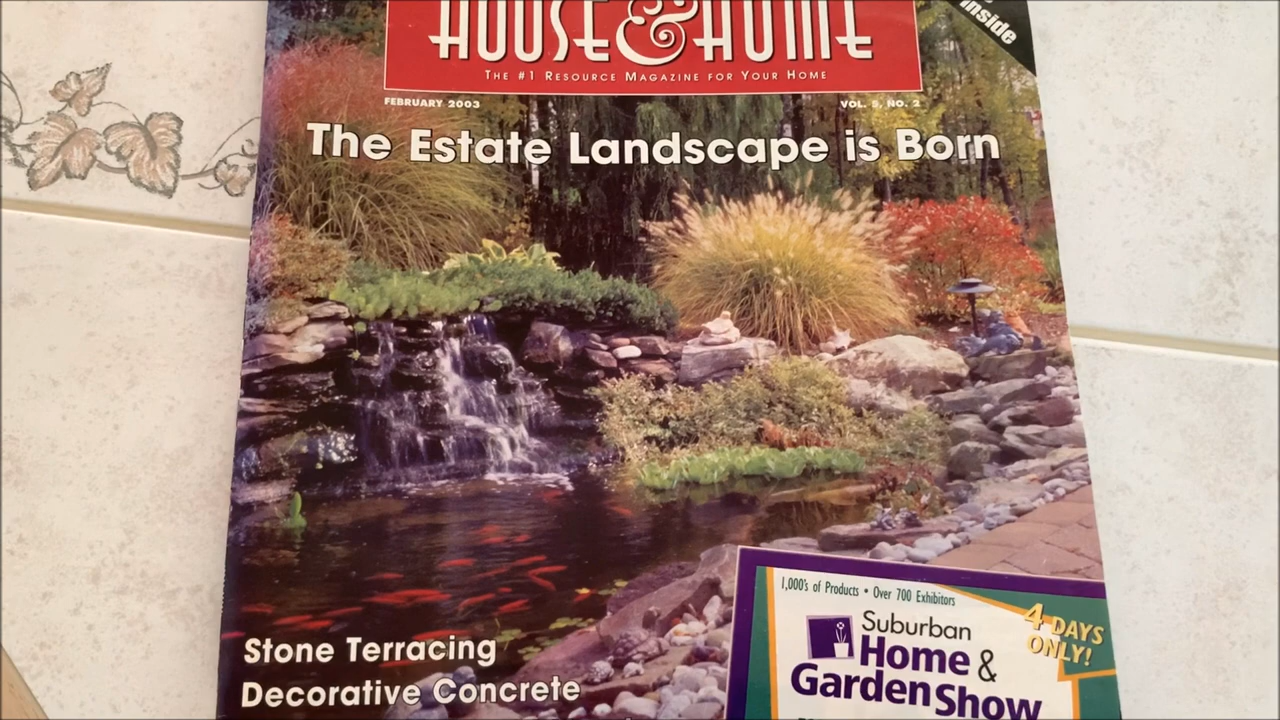 Inside
HOUSE & HOME
THE #1 RESOURCE MAGAZINE FOR YOUR HOME
FEBRUARY 2003
VOL. 5, NO. 2
The Estate Landscape is Born
1,000's of Products • Over 700 Exhibitors
4 DAYS
ONLY!
Suburban
Home &
Garden Show
Stone Terracing
Decorative Concrete